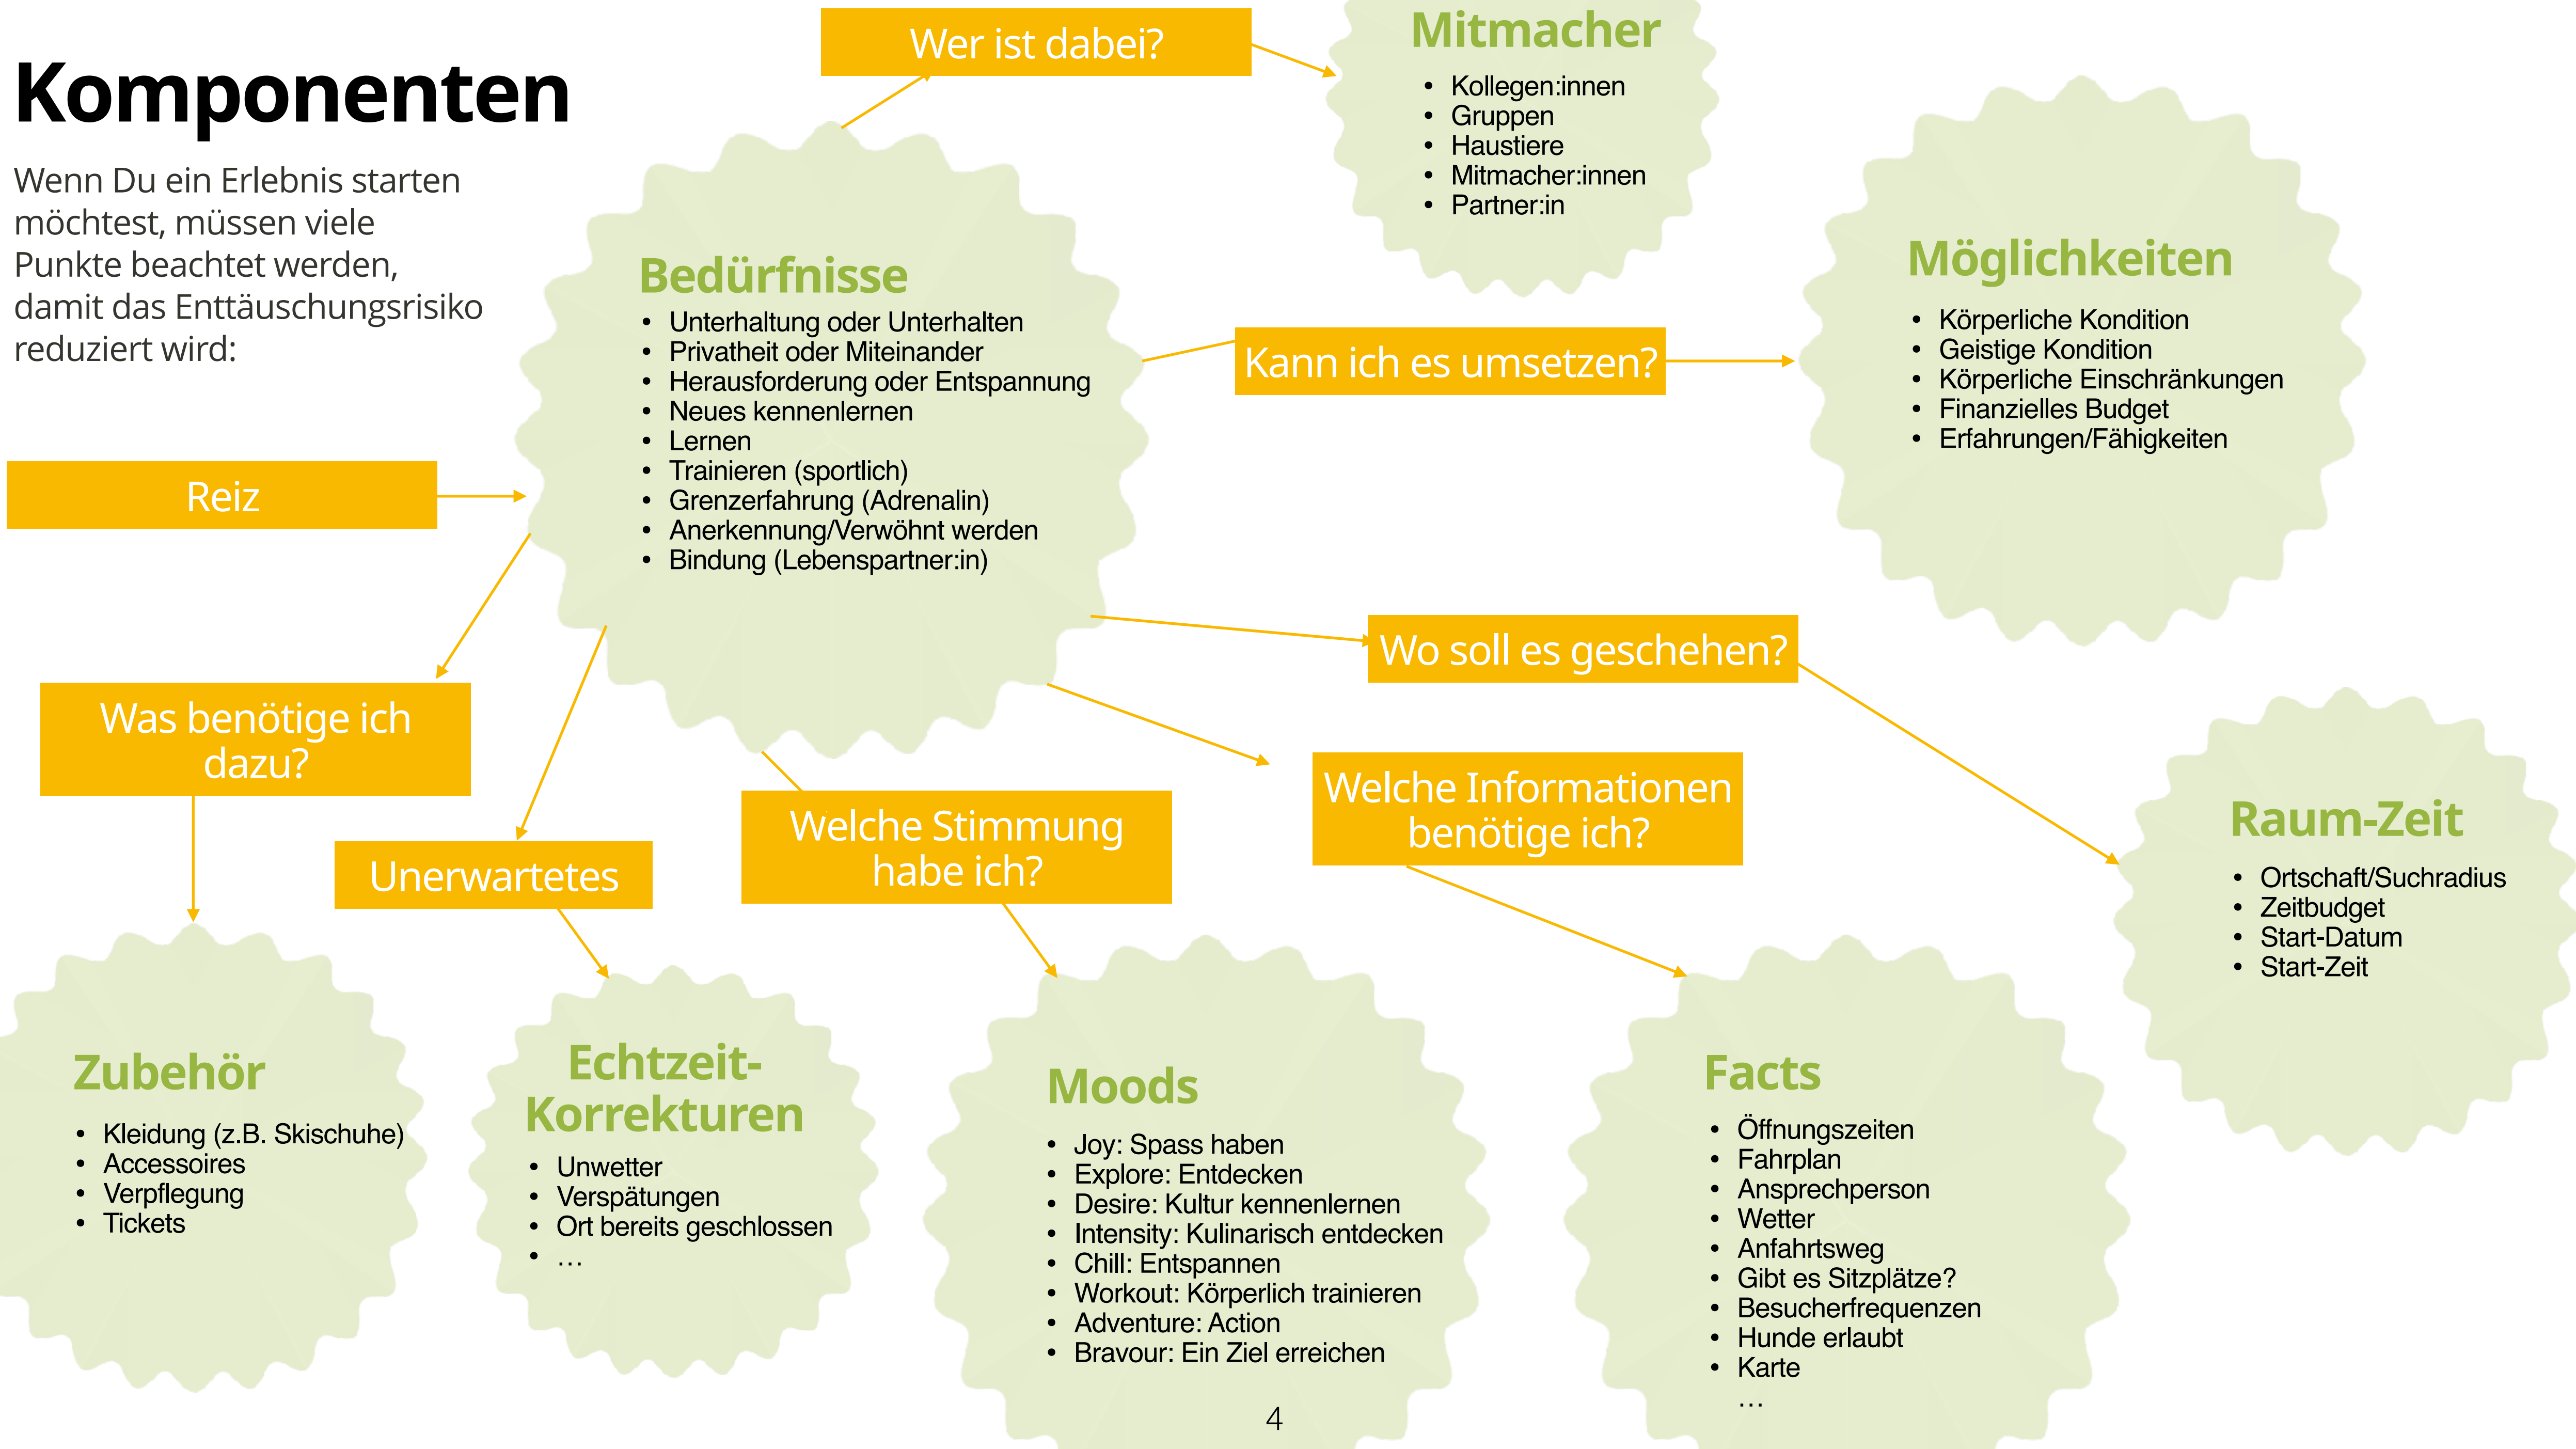 Komponenten
Wenn Du ein Erlebnis starten
möchtest, müssen viele
Punkte beachtet werden,
damit das Enttäuschungsrisiko
reduziert wird:
Wer ist dabei?
Mitmacher
• Kollegen:innen
• Gruppen
• Haustiere
• Mitmacher:innen
• Partner:in
Bedürfnisse
• Unterhaltung oder Unterhalten
• Privatheit oder Miteinander
• Herausforderung oder Entspannung
• Neues kennenlernen
• Lernen
• Trainieren (sportlich)
• Grenzerfahrung (Adrenalin)
• Anerkennung/Verwöhnt werden
• Bindung (Lebenspartner:in)
Kann ich es umsetzen?
Möglichkeiten
• Körperliche Kondition
• Geistige Kondition
• Körperliche Einschränkungen
• Finanzielles Budget
• Erfahrungen/Fähigkeiten
Reiz
Wo soll es geschehen?
Was benötige ich
dazu?
Unerwartetes
Welche Stimmung
habe ich?
Welche Informationen
benötige ich?
Raum-Zeit
• Ortschaft/Suchradius
• Zeitbudget
• Start-Datum
• Start-Zeit
Zubehör
• Kleidung (z.B. Skischuhe)
• Accessoires
• Verpflegung
• Tickets
Echtzeit-
Korrekturen
• Unwetter
• Verspätungen
• Ort bereits geschlossen
• …
Moods
• Joy: Spass haben
• Explore: Entdecken
• Desire: Kultur kennenlernen
• Intensity: Kulinarisch entdecken
• Chill: Entspannen
• Workout: Körperlich trainieren
• Adventure: Action
• Bravour: Ein Ziel erreichen
Facts
• Öffnungszeiten
• Fahrplan
• Ansprechperson
• Wetter
• Anfahrtsweg
• Gibt es Sitzplätze?
• Besucherfrequenzen
• Hunde erlaubt
• Karte
…
4